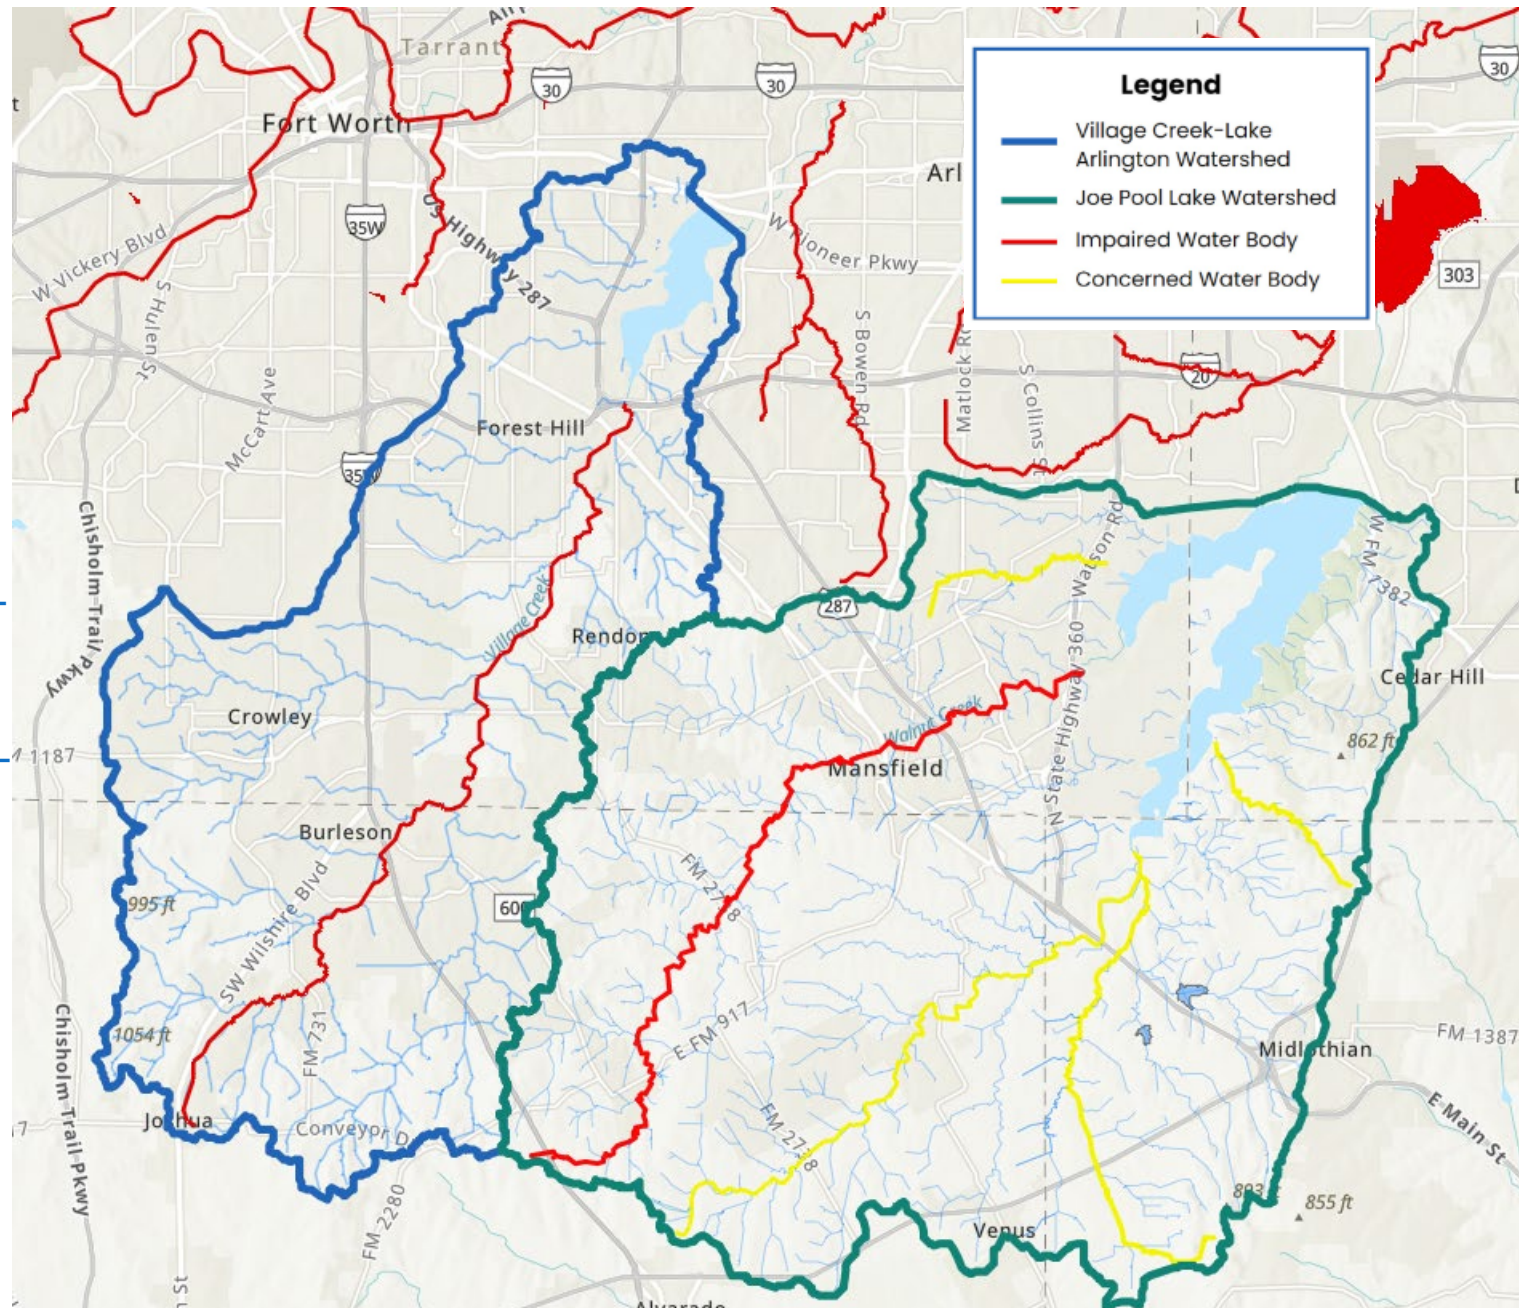 Tarrant
30
30
30
Fort Worth
Legend
Village Creek-Lake
Arlington Watershed
Joe Pool Lake Watershed
Impaired Water Body
Concerned Water Body
Arl
35W
US Highway 287
W Vickery Blvd
S Hulen St
W Pioneer Pkwy
303
S Bowen Rd
Matlock Rd
S Collins St
20
McCart Ave
Forest Hill
35W
Chisholm Trail Pkwy
W FM 1382
Village Creek
287
N State Highway 360 Watson Rd
Rendon
Cedar Hill
Crowley
Walnut Creek
862 ft
1187
Mansfield
Burleson
FM 2738
995 ft
600
SW Wilshire Blvd
Chisholm Trail Pkwy
1054 ft
FM 731
E FM 917
FM 1387
Midlothian
Joshua
Conveyor D
FM 2738
E Main St
893 ft
855 ft
FM 2280
Venus
Alvarado